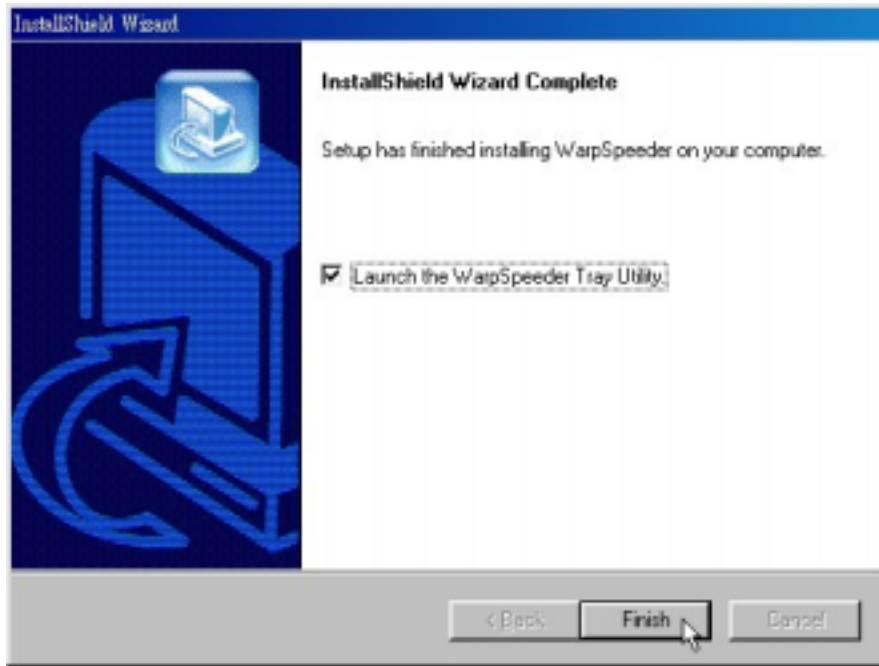 InstallShield Wizard
InstallShield Wizard Complete
Setup has finished installing WarpSpeeder on your computer.
Launch the WarpSpeeder Tray Utility.
< Back
Finish
Cancel